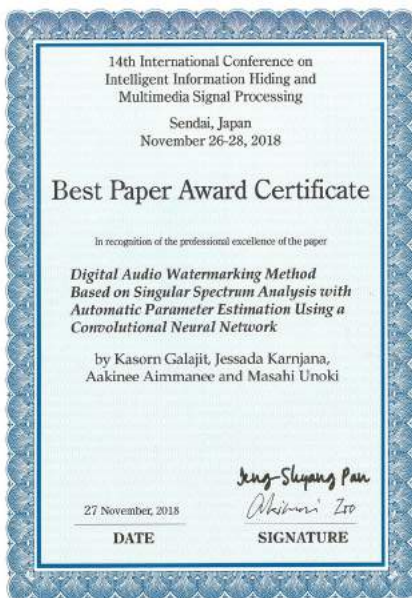 14th International Conference on
Intelligent Information Hiding and
Multimedia Signal Processing
Sendai, Japan
November 26-28, 2018
Best Paper Award Certificate
In recognition of the professional excellence of the paper
Digital Audio Watermarking Method
Based on Singular Spectrum Analysis with
Automatic Parameter Estimation Using a
Convolutional Neural Network
by Kasorn Galajit, Jessada Karnjana,
Aakinee Aimmanee and Masahi Unoki
Jeng-Shyang Pan
27 November, 2018
Akinori Ito
DATE
SIGNATURE